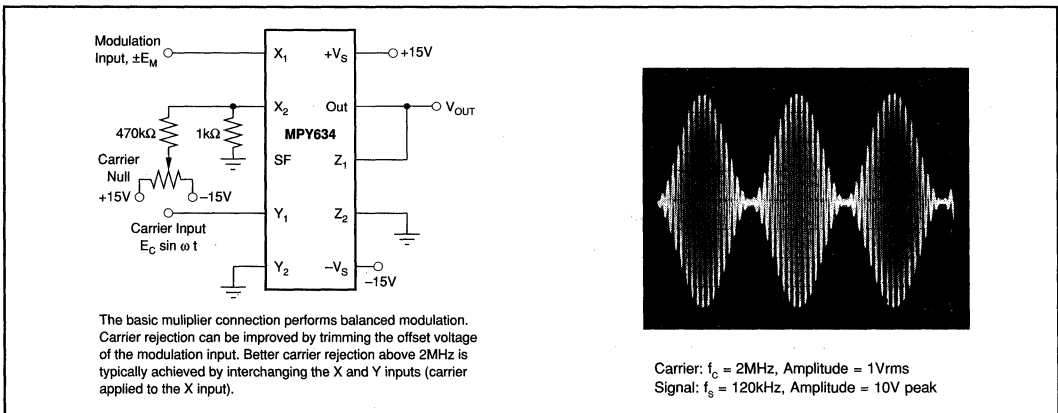 Modulation
Input, ±E_M
X₁
+V_S
+15V
X₂
Out
V_OUT
470kΩ
1kΩ
MPY634
Carrier
Null
SF
Z₁
+15V
–15V
Y₁
Z₂
Carrier Input
E_C sin ω t
Y₂
–V_S
–15V
The basic muliplier connection performs balanced modulation.
Carrier rejection can be improved by trimming the offset voltage
of the modulation input. Better carrier rejection above 2MHz is
typically achieved by interchanging the X and Y inputs (carrier
applied to the X input).
Carrier: f_c = 2MHz, Amplitude = 1Vrms
Signal: f_s = 120kHz, Amplitude = 10V peak